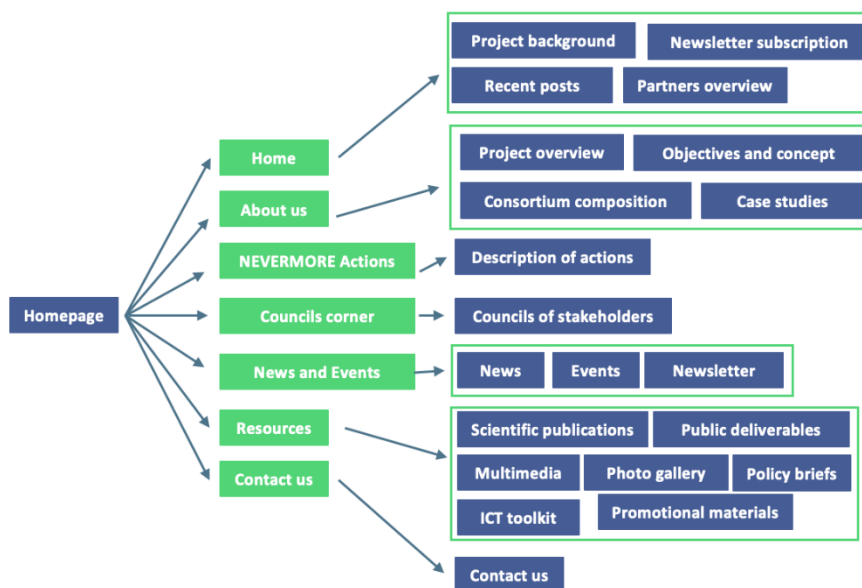 Project background
Newsletter subscription
Recent posts
Partners overview
Home
Project overview
Objectives and concept
About us
Consortium composition
Case studies
NEVERMORE Actions
Description of actions
Homepage
Councils corner
Councils of stakeholders
News and Events
News
Events
Newsletter
Resources
Scientific publications
Public deliverables
Multimedia
Photo gallery
Policy briefs
Contact us
ICT toolkit
Promotional materials
Contact us